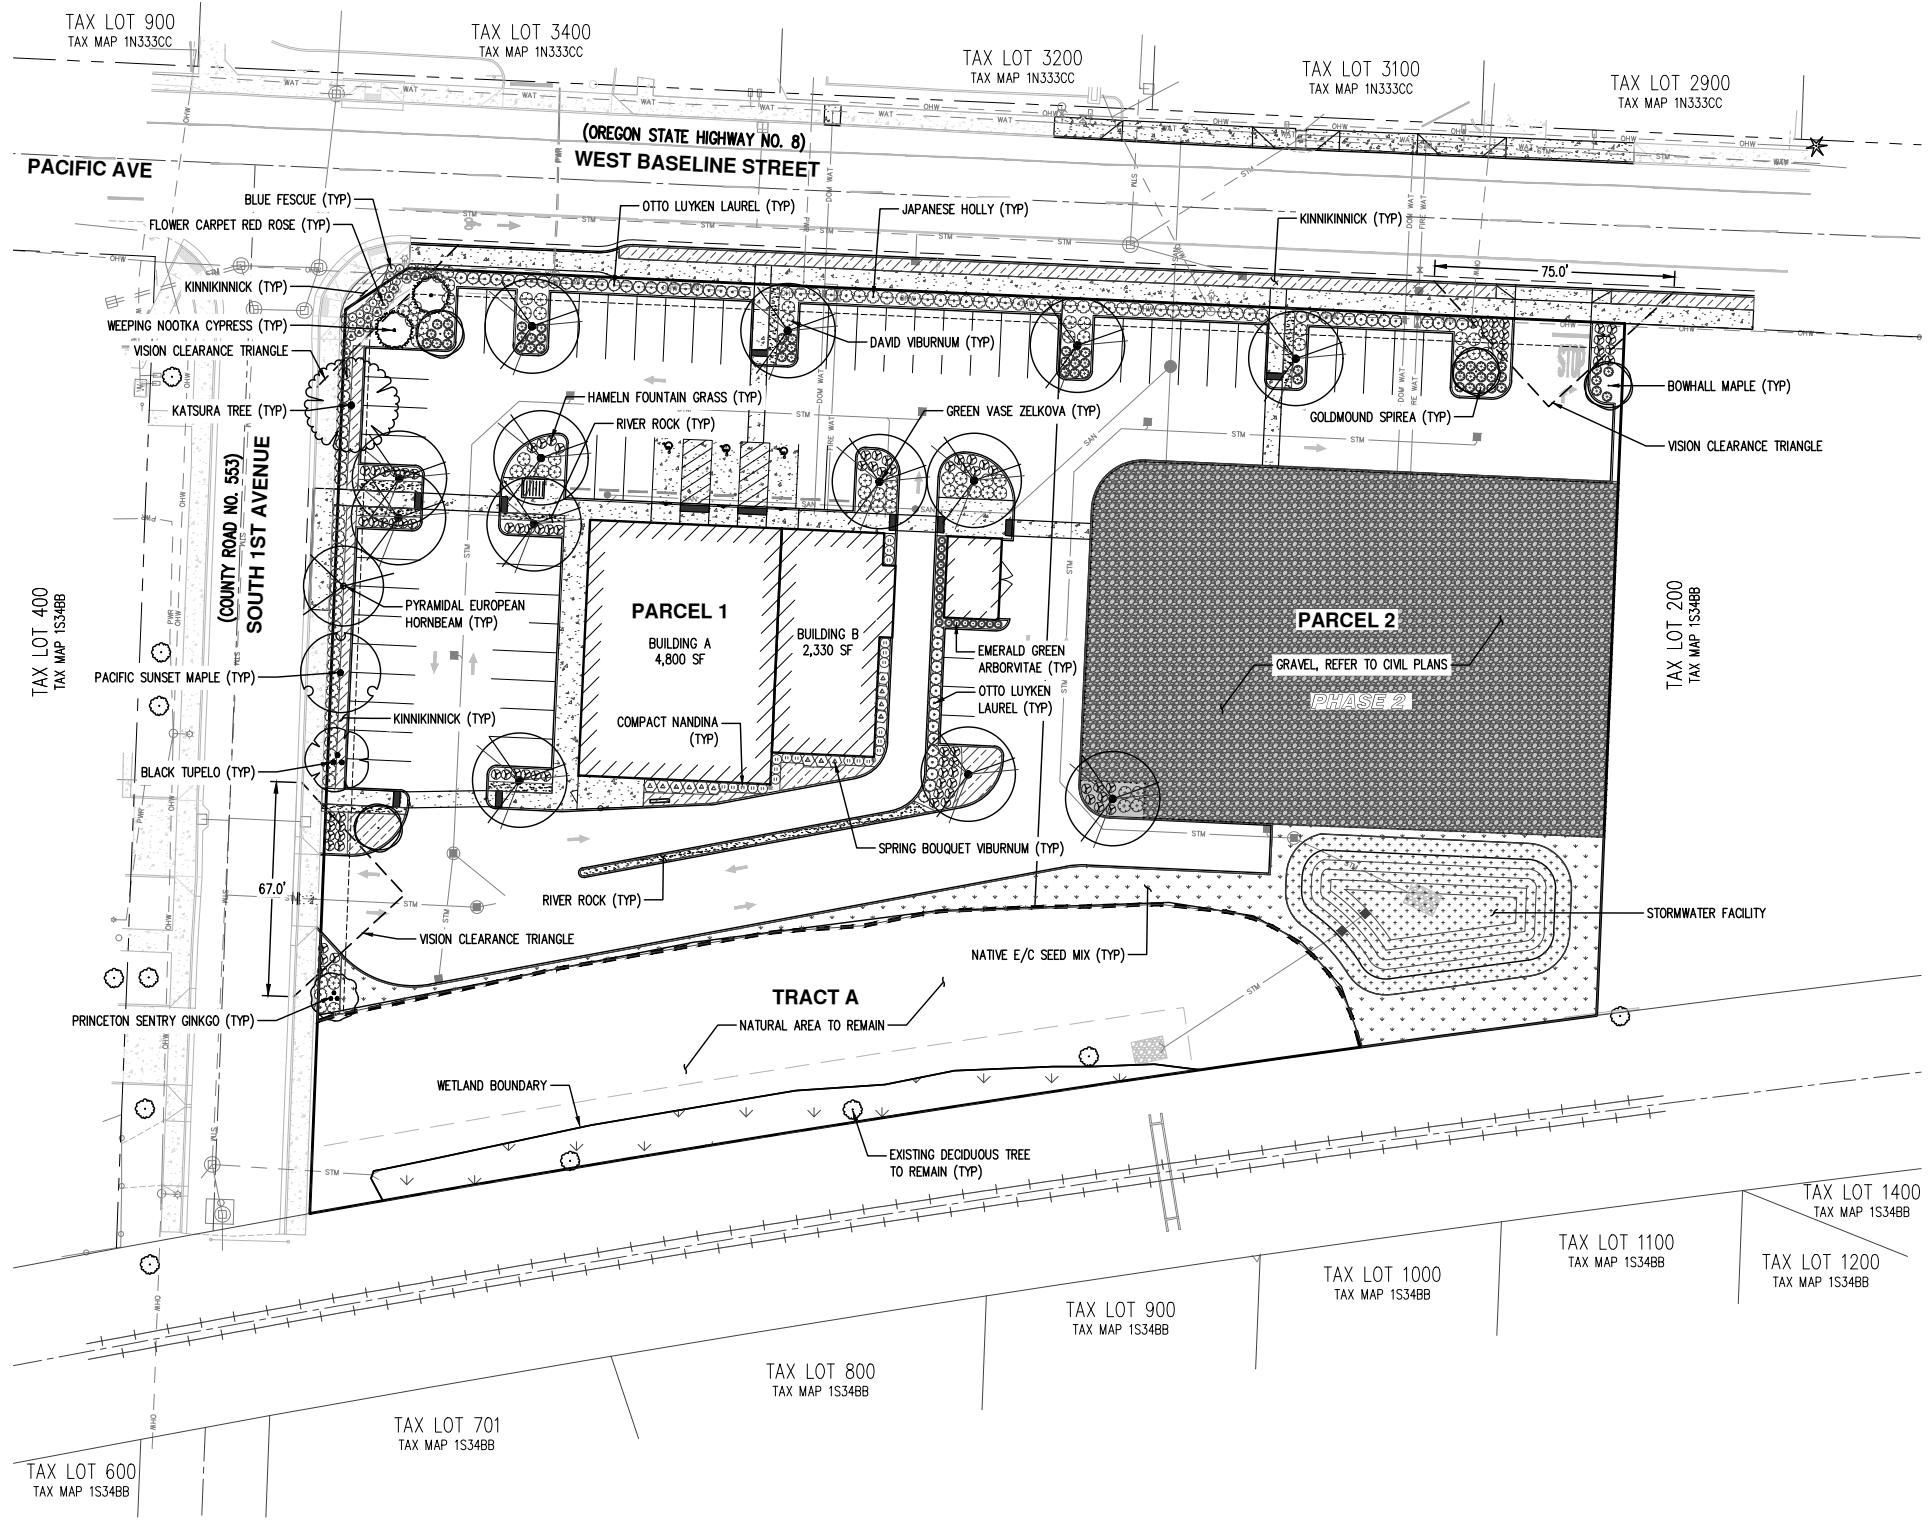 TAX LOT 900
TAX MAP 1N333CC
TAX LOT 3400
TAX MAP 1N333CC
TAX LOT 3200
TAX MAP 1N333CC
TAX LOT 3100
TAX MAP 1N333CC
TAX LOT 2900
TAX MAP 1N333CC
(OREGON STATE HIGHWAY NO. 8)
WEST BASELINE STREET
PACIFIC AVE
BLUE FESCUE (TYP)
FLOWER CARPET RED ROSE (TYP)
OTTO LUYKEN LAUREL (TYP)
JAPANESE HOLLY (TYP)
KINNIKINNICK (TYP)
75.0'
KINNIKINNICK (TYP)
WEEPING NOOTKA CYPRESS (TYP)
VISION CLEARANCE TRIANGLE
DAVID VIBURNUM (TYP)
STOP
BOWHALL MAPLE (TYP)
KATSURA TREE (TYP)
HAMELN FOUNTAIN GRASS (TYP)
RIVER ROCK (TYP)
GREEN VASE ZELKOVA (TYP)
GOLDMOUND SPIREA (TYP)
VISION CLEARANCE TRIANGLE
(COUNTY ROAD NO. 553)
SOUTH 1ST AVENUE
TAX LOT 400
TAX MAP 1S34BB
TAX LOT 200
TAX MAP 1S34BB
PYRAMIDAL EUROPEAN
HORNBEAM (TYP)
PARCEL 1
BUILDING A
4,800 SF
BUILDING B
2,330 SF
PARCEL 2
GRAVEL, REFER TO CIVIL PLANS
PHASE 2
EMERALD GREEN
ARBORVITAE (TYP)
OTTO LUYKEN
LAUREL (TYP)
PACIFIC SUNSET MAPLE (TYP)
KINNIKINNICK (TYP)
COMPACT NANDINA
(TYP)
BLACK TUPELO (TYP)
SPRING BOUQUET VIBURNUM (TYP)
67.0'
RIVER ROCK (TYP)
VISION CLEARANCE TRIANGLE
NATIVE E/C SEED MIX (TYP)
STORMWATER FACILITY
PRINCETON SENTRY GINKGO (TYP)
TRACT A
NATURAL AREA TO REMAIN
WETLAND BOUNDARY
EXISTING DECIDUOUS TREE
TO REMAIN (TYP)
TAX LOT 1400
TAX MAP 1S34BB
TAX LOT 1100
TAX MAP 1S34BB
TAX LOT 1200
TAX MAP 1S34BB
TAX LOT 1000
TAX MAP 1S34BB
TAX LOT 900
TAX MAP 1S34BB
TAX LOT 800
TAX MAP 1S34BB
TAX LOT 701
TAX MAP 1S34BB
TAX LOT 600
TAX MAP 1S34BB